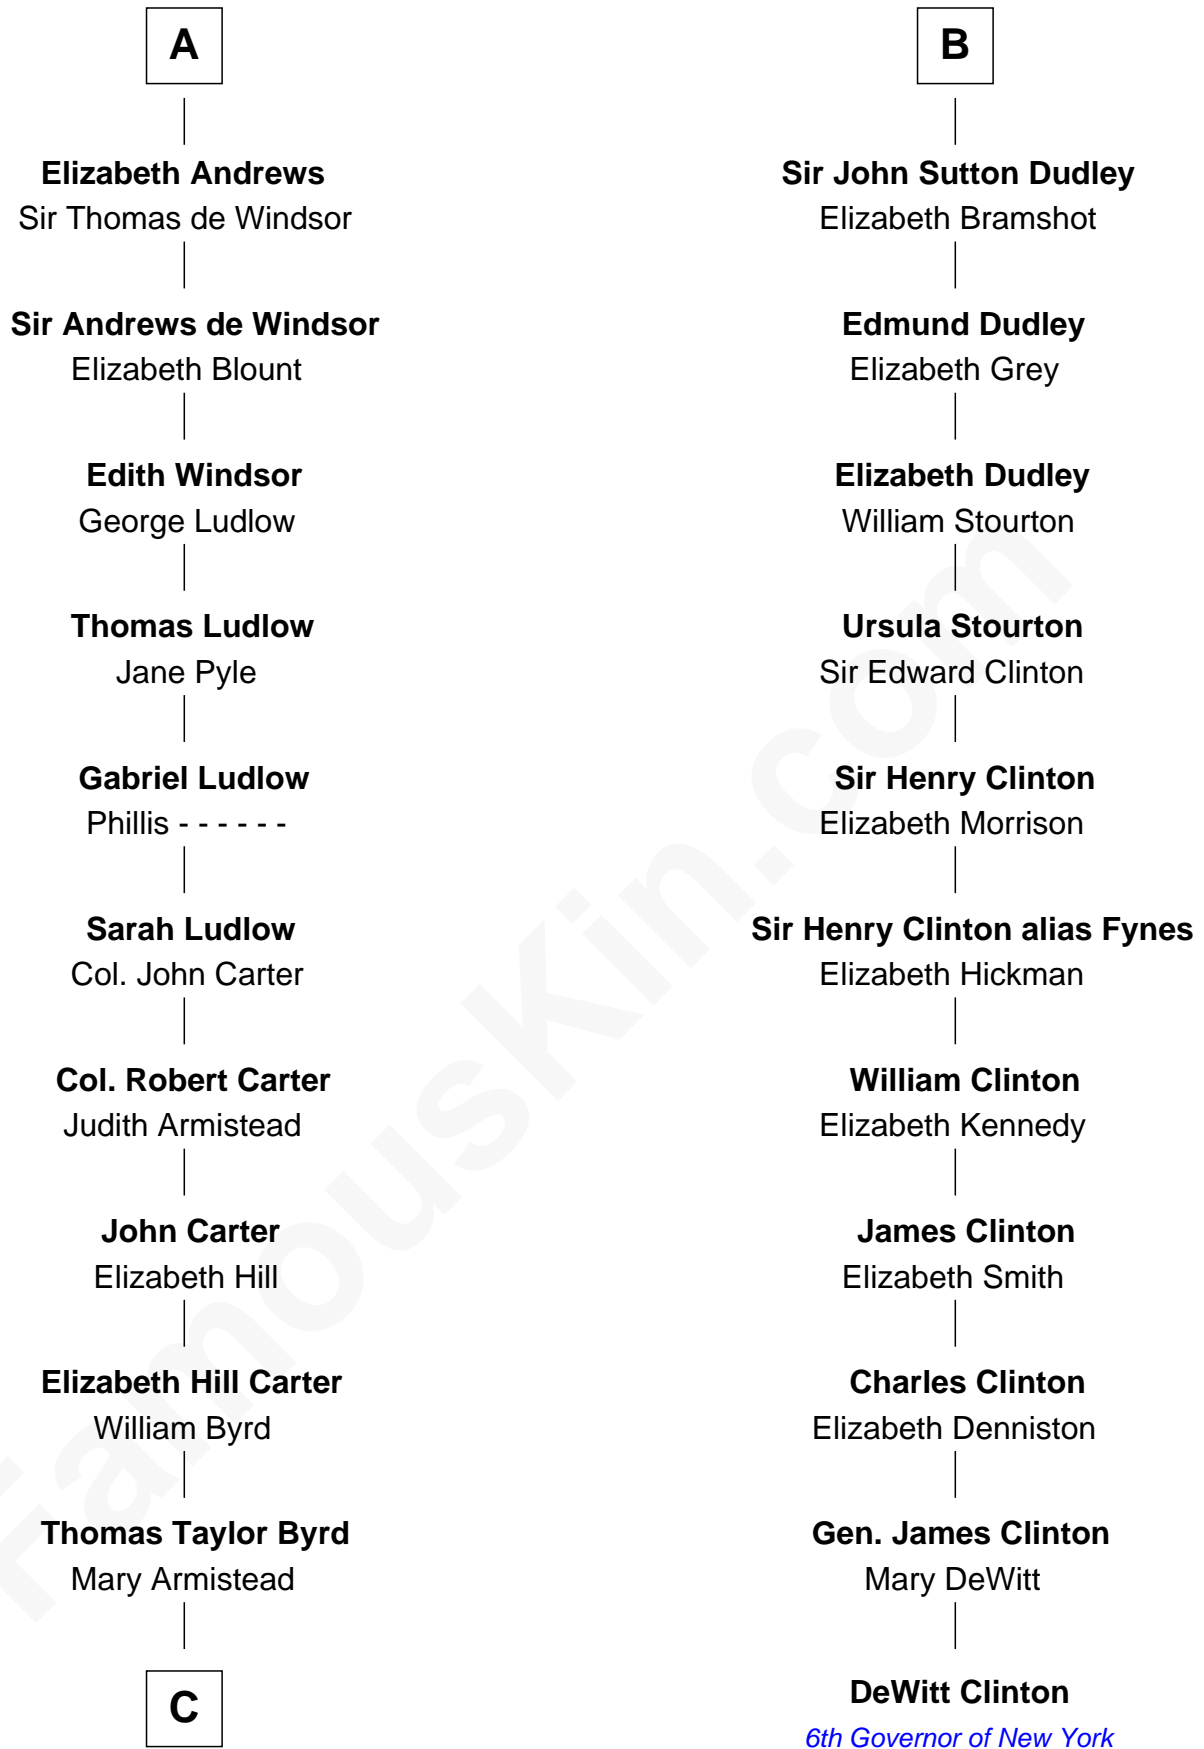 A
Elizabeth Andrews
Sir Thomas de Windsor
Sir Andrews de Windsor
Elizabeth Blount
Edith Windsor
George Ludlow
Thomas Ludlow
Jane Pyle
Gabriel Ludlow
Phillis - - - - - -
Sarah Ludlow
Col. John Carter
Col. Robert Carter
Judith Armistead
John Carter
Elizabeth Hill
Elizabeth Hill Carter
William Byrd
Thomas Taylor Byrd
Mary Armistead
C
B
Sir John Sutton Dudley
Elizabeth Bramshot
Edmund Dudley
Elizabeth Grey
Elizabeth Dudley
William Stourton
Ursula Stourton
Sir Edward Clinton
Sir Henry Clinton
Elizabeth Morrison
Sir Henry Clinton alias Fynes
Elizabeth Hickman
William Clinton
Elizabeth Kennedy
James Clinton
Elizabeth Smith
Charles Clinton
Elizabeth Denniston
Gen. James Clinton
Mary DeWitt
DeWitt Clinton
6th Governor of New York
FamousKin.com